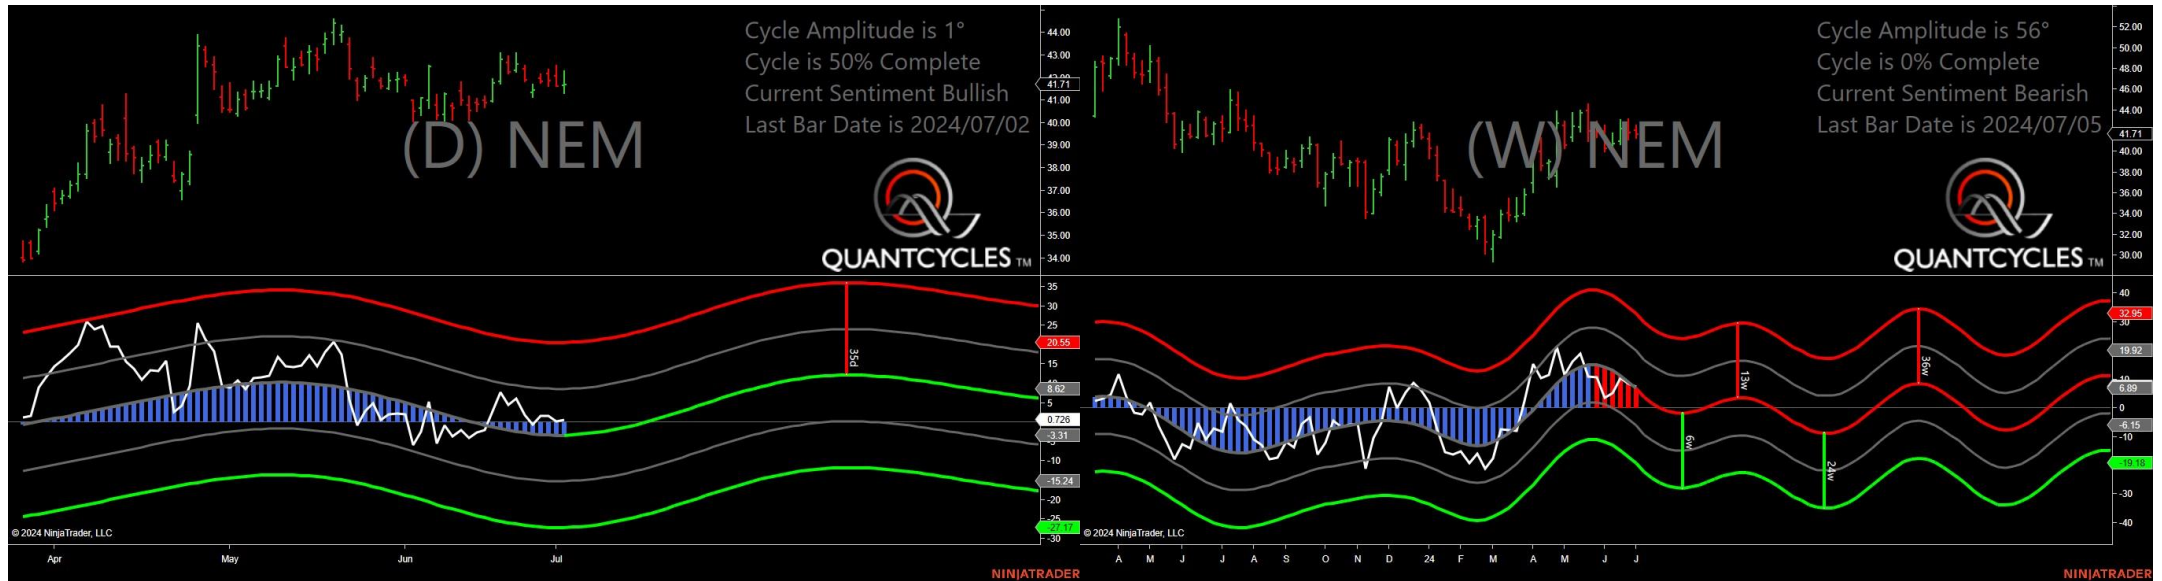 Cycle Amplitude is 1°
Cycle is 50% Complete
Current Sentiment Bullish
Last Bar Date is 2024/07/02
(D) NEM
QUANTCYCLES TM
44.00
43.00
42.00
41.71
41.00
40.00
39.00
38.00
37.00
36.00
35.00
34.00
35
30
25
20.55
15
8.62
5
0.726
-3.31
-10
-15.24
-20
-25
-27.17
-30
35d
© 2024 NinjaTrader, LLC
Apr May Jun Jul
NINJATRADER
Cycle Amplitude is 56°
Cycle is 0% Complete
Current Sentiment Bearish
Last Bar Date is 2024/07/05
(W) NEM
QUANTCYCLES TM
52.00
50.00
48.00
46.00
44.00
41.71
40.00
38.00
36.00
34.00
32.00
30.00
40
32.95
30
19.92
10
6.89
0
-6.15
-10
-19.18
-30
-40
6w
13w
24w
36w
© 2024 NinjaTrader, LLC
A M J J A S O N D 24 F M A M J J
NINJATRADER